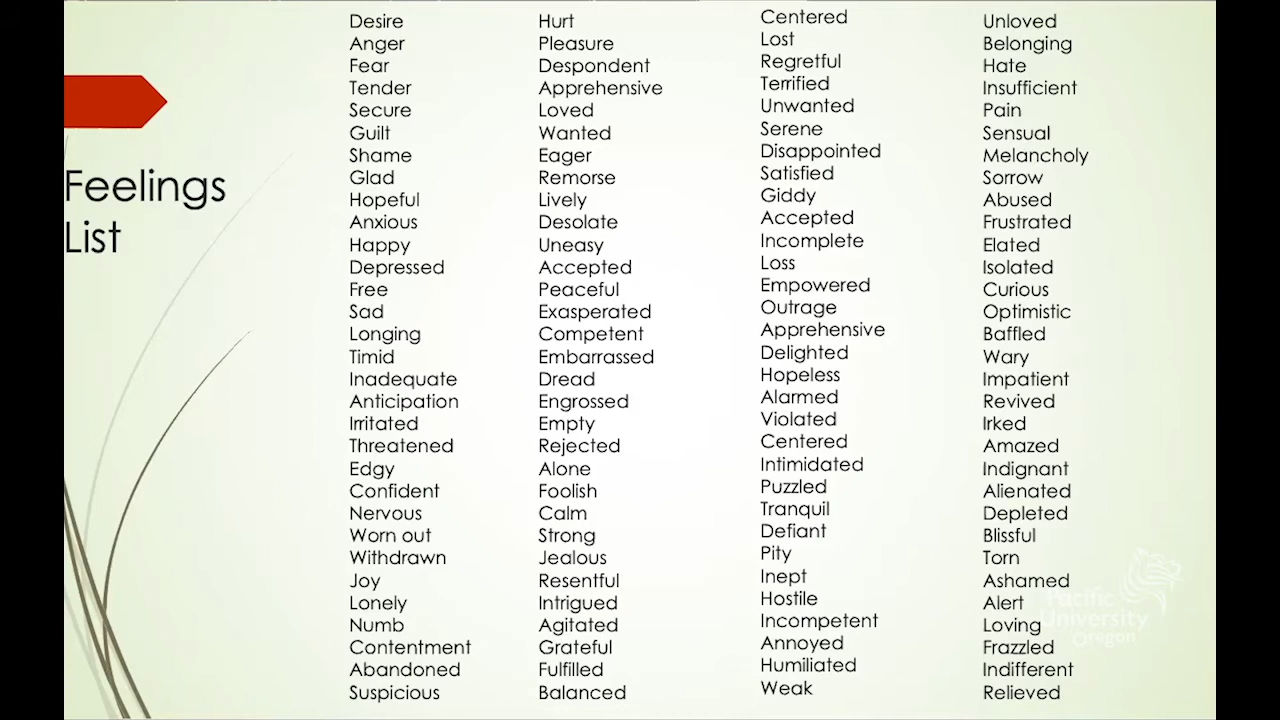 Feelings
List
Desire
Anger
Fear
Tender
Secure
Guilt
Shame
Glad
Hopeful
Anxious
Happy
Depressed
Free
Sad
Longing
Timid
Inadequate
Anticipation
Irritated
Threatened
Edgy
Confident
Nervous
Worn out
Withdrawn
Joy
Lonely
Numb
Contentment
Abandoned
Suspicious
Hurt
Pleasure
Despondent
Apprehensive
Loved
Wanted
Eager
Remorse
Lively
Desolate
Uneasy
Accepted
Peaceful
Exasperated
Competent
Embarrassed
Dread
Engrossed
Empty
Rejected
Alone
Foolish
Calm
Strong
Jealous
Resentful
Intrigued
Agitated
Grateful
Fulfilled
Balanced
Centered
Lost
Regretful
Terrified
Unwanted
Serene
Disappointed
Satisfied
Giddy
Accepted
Incomplete
Loss
Empowered
Outrage
Apprehensive
Delighted
Hopeless
Alarmed
Violated
Centered
Intimidated
Puzzled
Tranquil
Defiant
Pity
Inept
Hostile
Incompetent
Annoyed
Humiliated
Weak
Unloved
Belonging
Hate
Insufficient
Pain
Sensual
Melancholy
Sorrow
Abused
Frustrated
Elated
Isolated
Curious
Optimistic
Baffled
Wary
Impatient
Revived
Irked
Amazed
Indignant
Alienated
Depleted
Blissful
Torn
Ashamed
Alert
Loving
Frazzled
Indifferent
Relieved
Pacific
University
Oregon